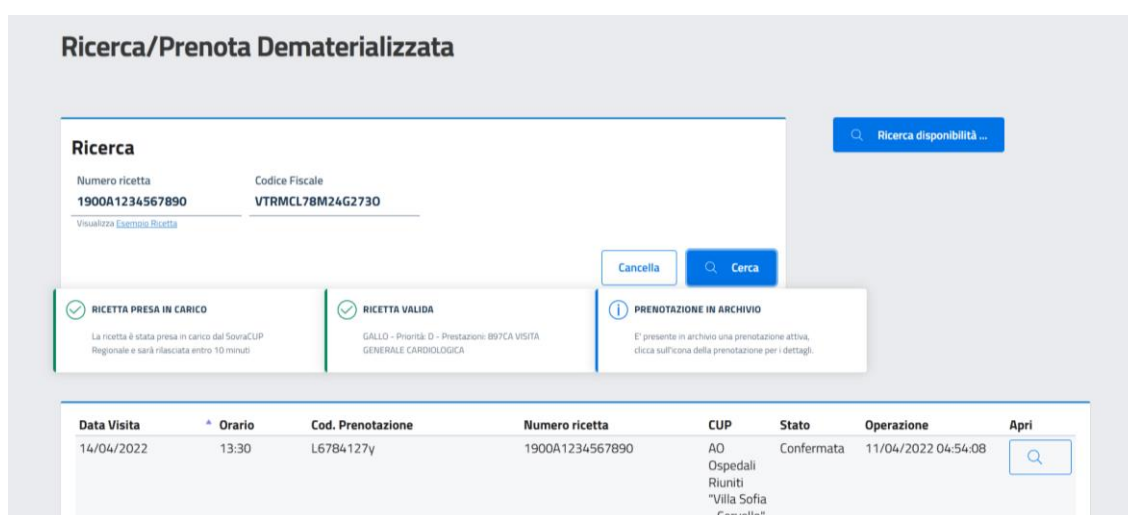 Ricerca/Prenota Dematerializzata
Ricerca disponibilità ...
Ricerca
Numero ricetta Codice Fiscale
1900A1234567890 VTRMCL78M24G273O
Visualizza Esempio Ricetta
Cancella Cerca
RICETTA PRESA IN CARICO
La ricetta è stata presa in carico dal SovraCUP
Regionale e sarà rilasciata entro 10 minuti
RICETTA VALIDA
GALLO - Priorità: D - Prestazioni: B97CA VISITA
GENERALE CARDIOLOGICA
PRENOTAZIONE IN ARCHIVIO
E' presente in archivio una prenotazione attiva,
clicca sull'icona della prenotazione per i dettagli.
Data Visita Orario Cod. Prenotazione Numero ricetta CUP Stato Operazione Apri
14/04/2022 13:30 L6784127y 1900A1234567890 AO Confermata 11/04/2022 04:54:08
Ospedali
Riuniti
"Villa Sofia